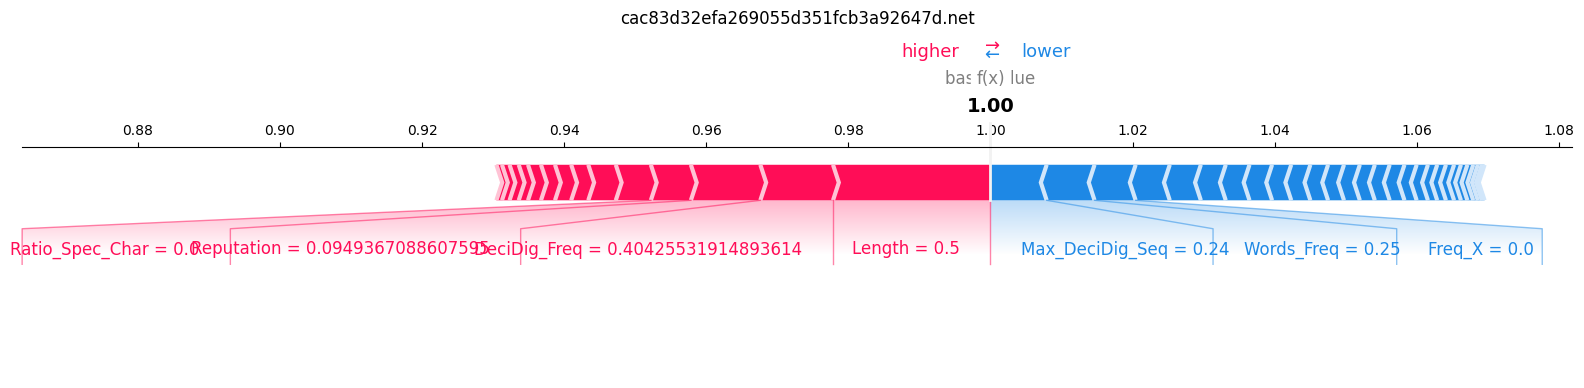 cac83d32efa269055d351fcb3a92647d.net
higher ⇄ lower
bas f(x) lue
1.00
0.88 0.90 0.92 0.94 0.96 0.98 1.00 1.02 1.04 1.06 1.08
Ratio_Spec_Char = 0.0 Reputation = 0.0949367088607595 DeciDig_Freq = 0.40425531914893614 Length = 0.5 Max_DeciDig_Seq = 0.24 Words_Freq = 0.25 Freq_X = 0.0